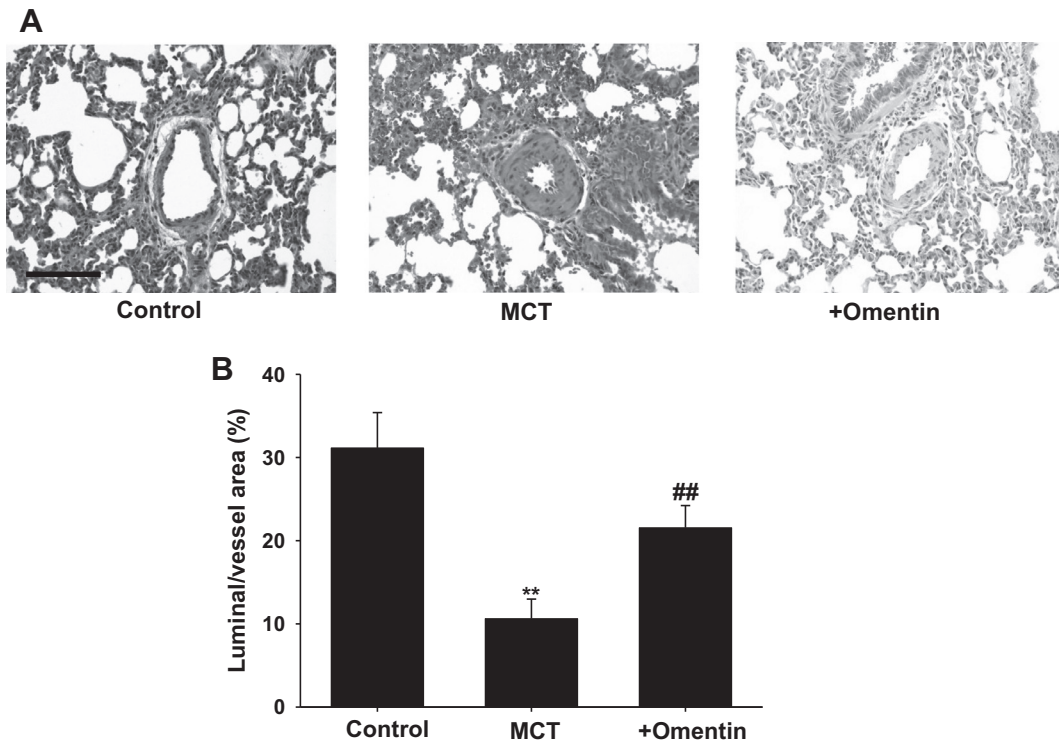 A
Control
MCT
+Omentin
B
Luminal/vessel area (%)
40
30
20
10
0
**
##
Control
MCT
+Omentin